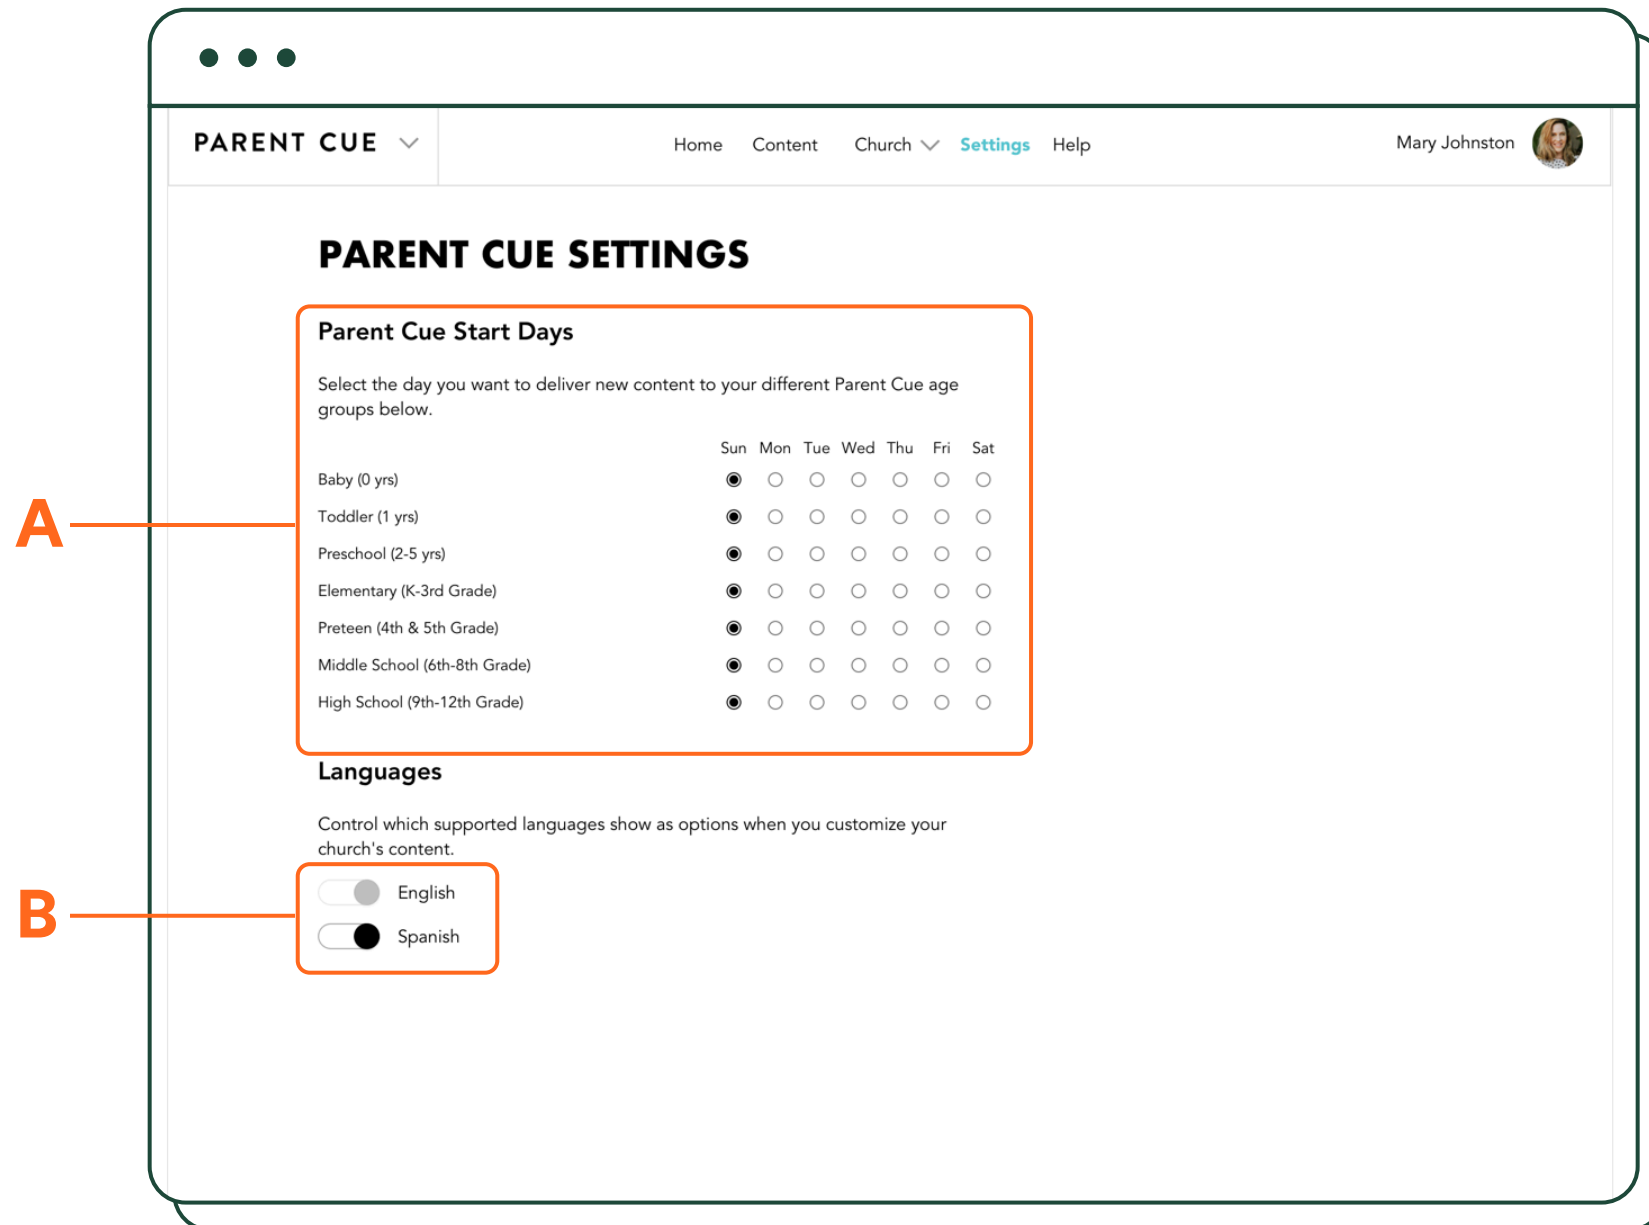 PARENT CUE
Home Content Church Settings Help
Mary Johnston
PARENT CUE SETTINGS
Parent Cue Start Days
Select the day you want to deliver new content to your different Parent Cue age
groups below.
Sun Mon Tue Wed Thu Fri Sat
A
Baby (0 yrs)
Toddler (1 yrs)
Preschool (2-5 yrs)
Elementary (K-3rd Grade)
Preteen (4th & 5th Grade)
Middle School (6th-8th Grade)
High School (9th-12th Grade)
Languages
Control which supported languages show as options when you customize your
church's content.
B
English
Spanish